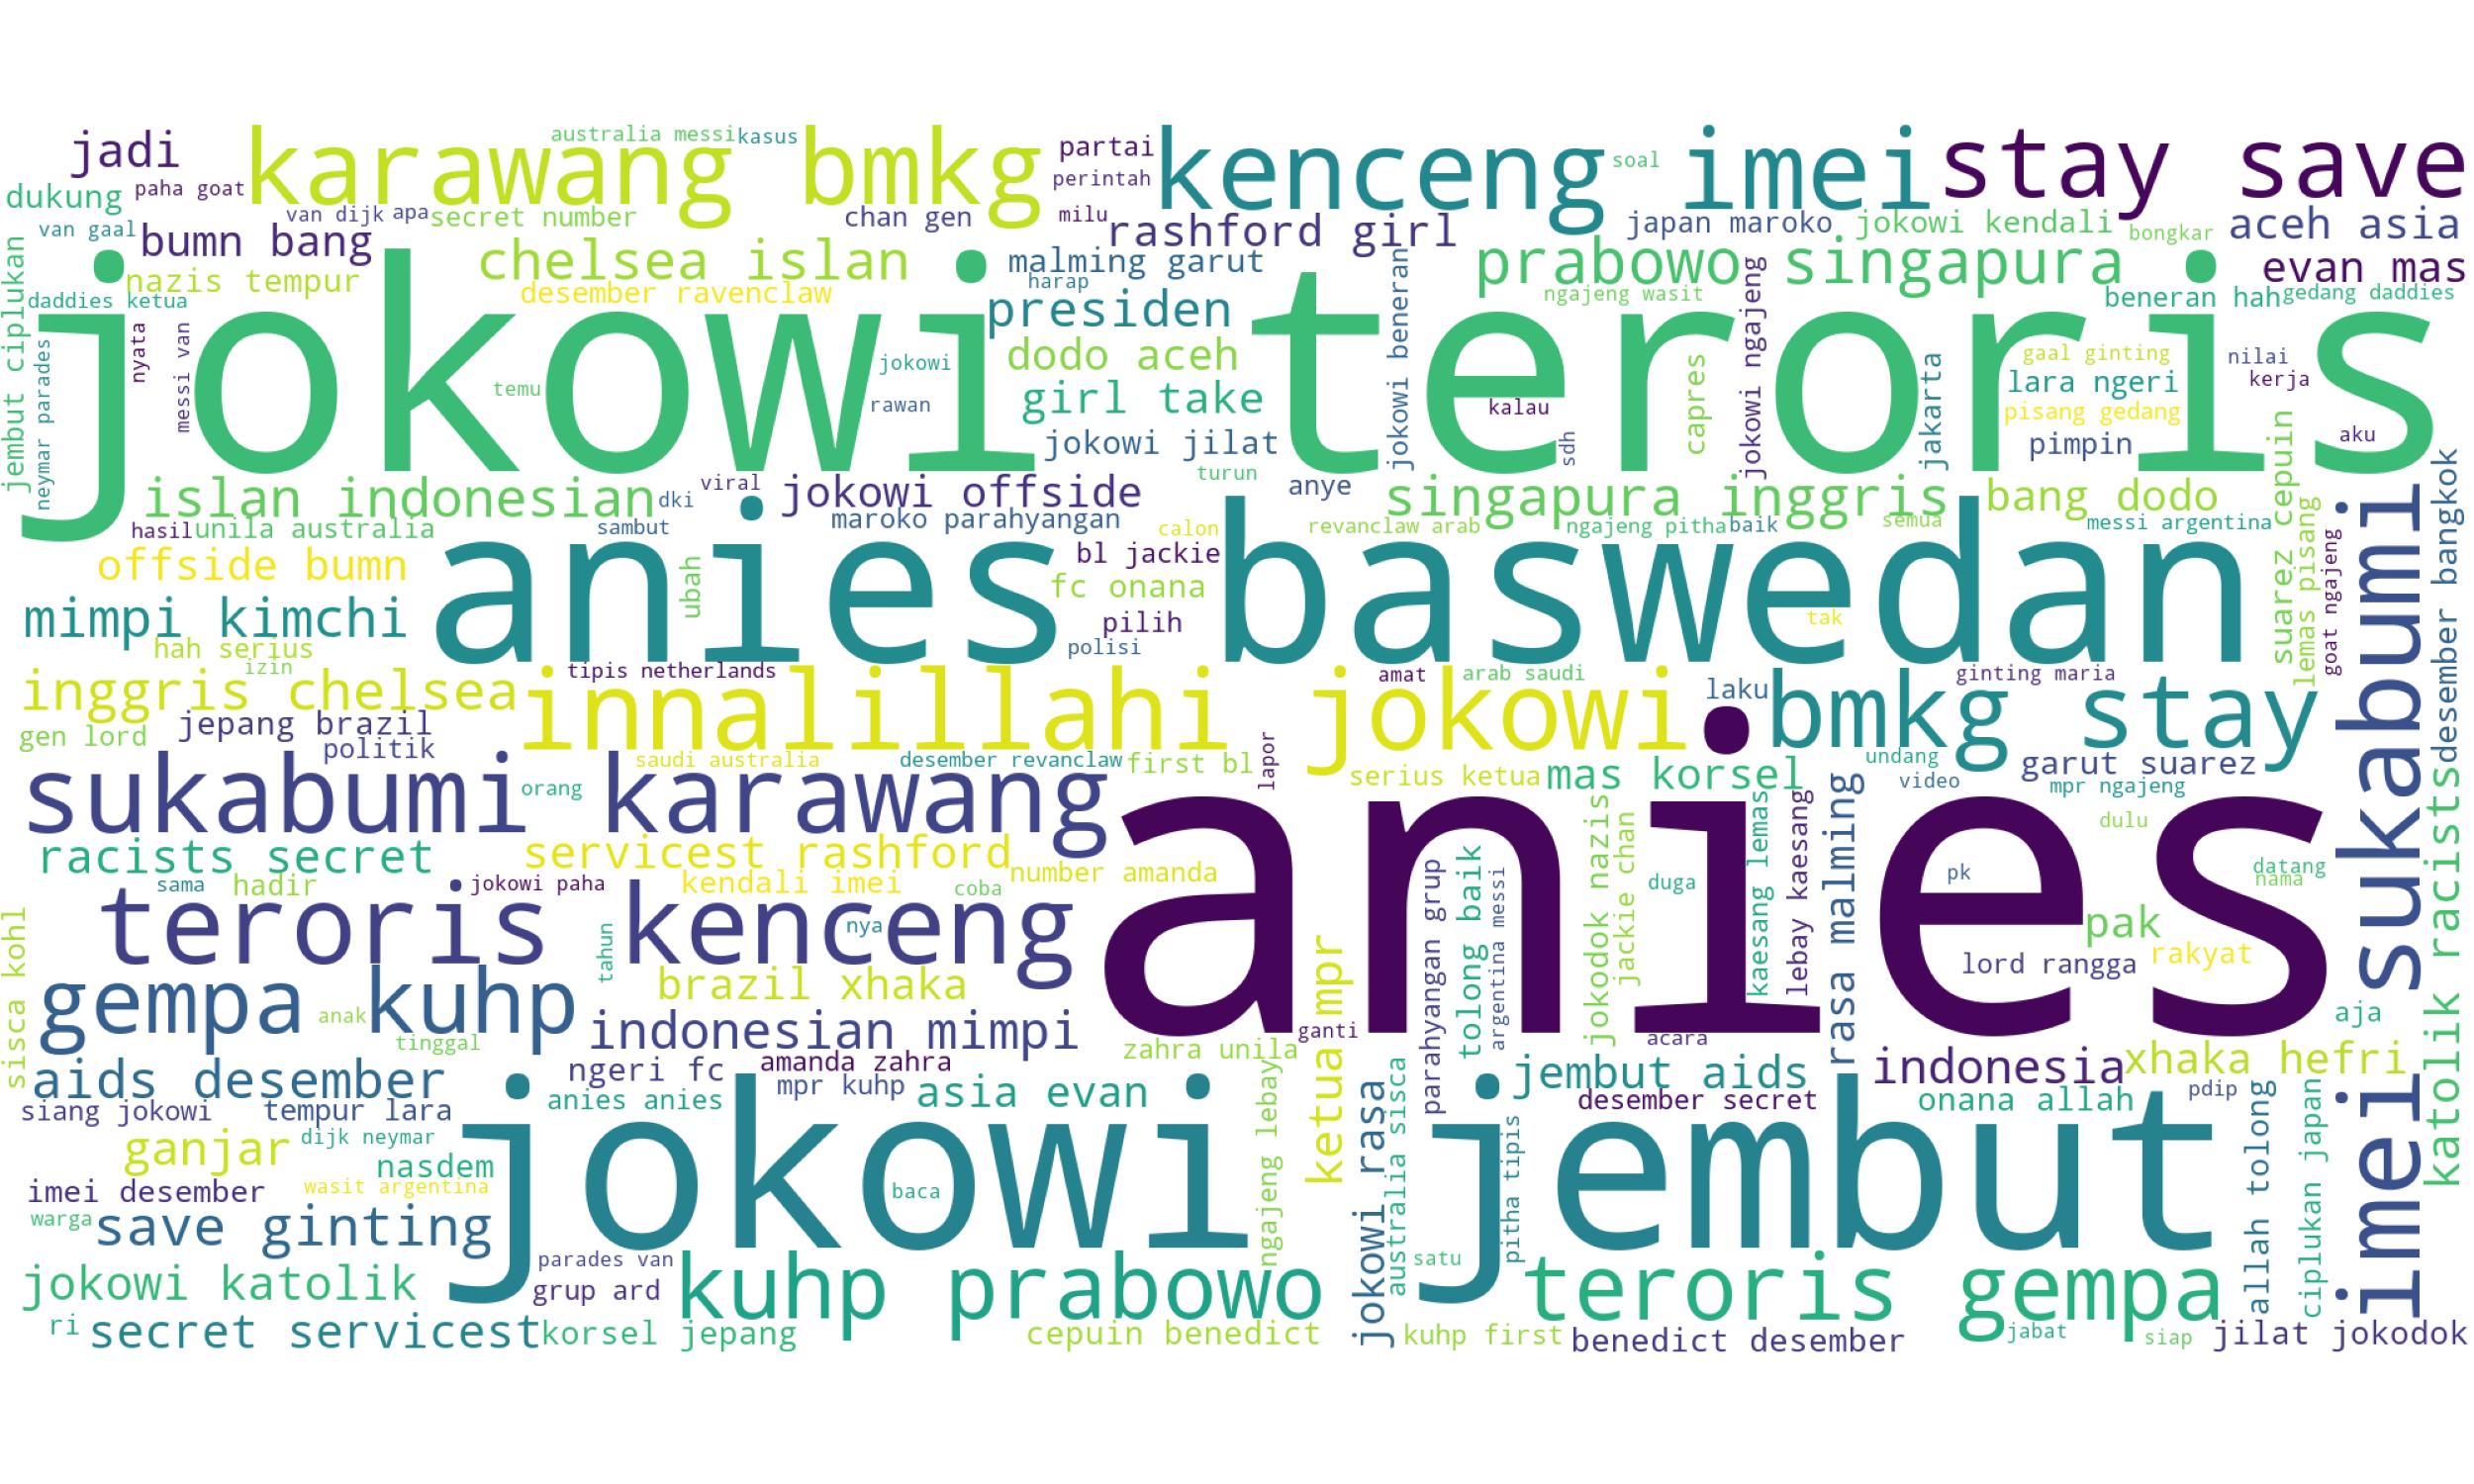 australia messi
kasus
jadi
karawang bmkg
partai
kenceng imei
soal
stay save
dukung
paha goat
perintah
van dijk
apa
secret number
chan gen
milu
rashford girl
japan maroko
jokowi kendali
bongkar
aceh asia
van gaal
bumn bang
chelsea islan
malming garut
prabowo singapura
evan mas
nazis tempur
desember ravenclaw
harap
ngajeng wasit
beneran hah
gedang daddies
daddies ketua
jokowi teroris
presiden
jembut ciplukan
neymar parades
nyata
messi van
temu
jokowi
rawan
dodo aceh
girl take
jokowi jilat
jokowi beneran
kalau
sdh
capres
jokowi ngajeng
jakarta
gaal ginting
lara ngeri
pisang gedang
pimpin
nilai
kerja
aku
islan indonesian
dki
viral
jokowi offside
turun
anye
singapura inggris
bang dodo
suarez cepuin
lemas pisang
goat ngajeng
imei sukabumi
desember bangkok
hasil
unila australia
sambut
maroko parahyangan
calon
revanclaw arab
ngajeng pitha
baik
semua
messi argentina
offside bumn
anies baswedan
ubah
bl jackie
fc onana
pilih
polisi
tak
mimpi kimchi
hah serius
izin
tipis netherlands
amat
arab saudi
ginting maria
inggris chelsea
innalillahi jokowi
laku
bmkg stay
jepang brazil
gen lord
politik
saudi australia
desember revanclaw
first bl
lapor
serius ketua
mas korsel
undang
video
garut suarez
mpr ngajeng
sukabumi karawang
orang
anies
dulu
racists secret
servicest rashford
kendali imei
number amanda
coba
sama
hadir
jokowi paha
teroris kenceng
nya
tahun
parahyangan grup
tolong baik
argentina messi
jokodok nazis
jackie chan
duga
kaesang lemas
lebay kaesang
rasa malming
pk
datang
nama
pak
lord rangga
rakyat
katolik racists
sisca kohl
gempa kuhp
anak
tinggal
brazil xhaka
indonesian mimpi
ganti
ketua mpr
acara
aja
zahra unila
aids desember
ngeri fc
amanda zahra
mpr kuhp
anies anies
asia evan
jembut aids
indonesia
xhaka hefri
desember secret
onana allah
pdip
siang jokowi
tempur lara
jokowi jembut
ganjar
dijk neymar
nasdem
ngajeng lebay
jokowi rasa
australia sisca
pitha tipis
allah tolong
ciplukan japan
imei desember
wasit argentina
baca
warga
save ginting
parades van
grup ard
satu
jokowi katolik
kuhp prabowo
teroris gempa
ri
secret servicest
korsel jepang
cepuin benedict
kuhp first
benedict desember
jabat
siap
jilat jokodok